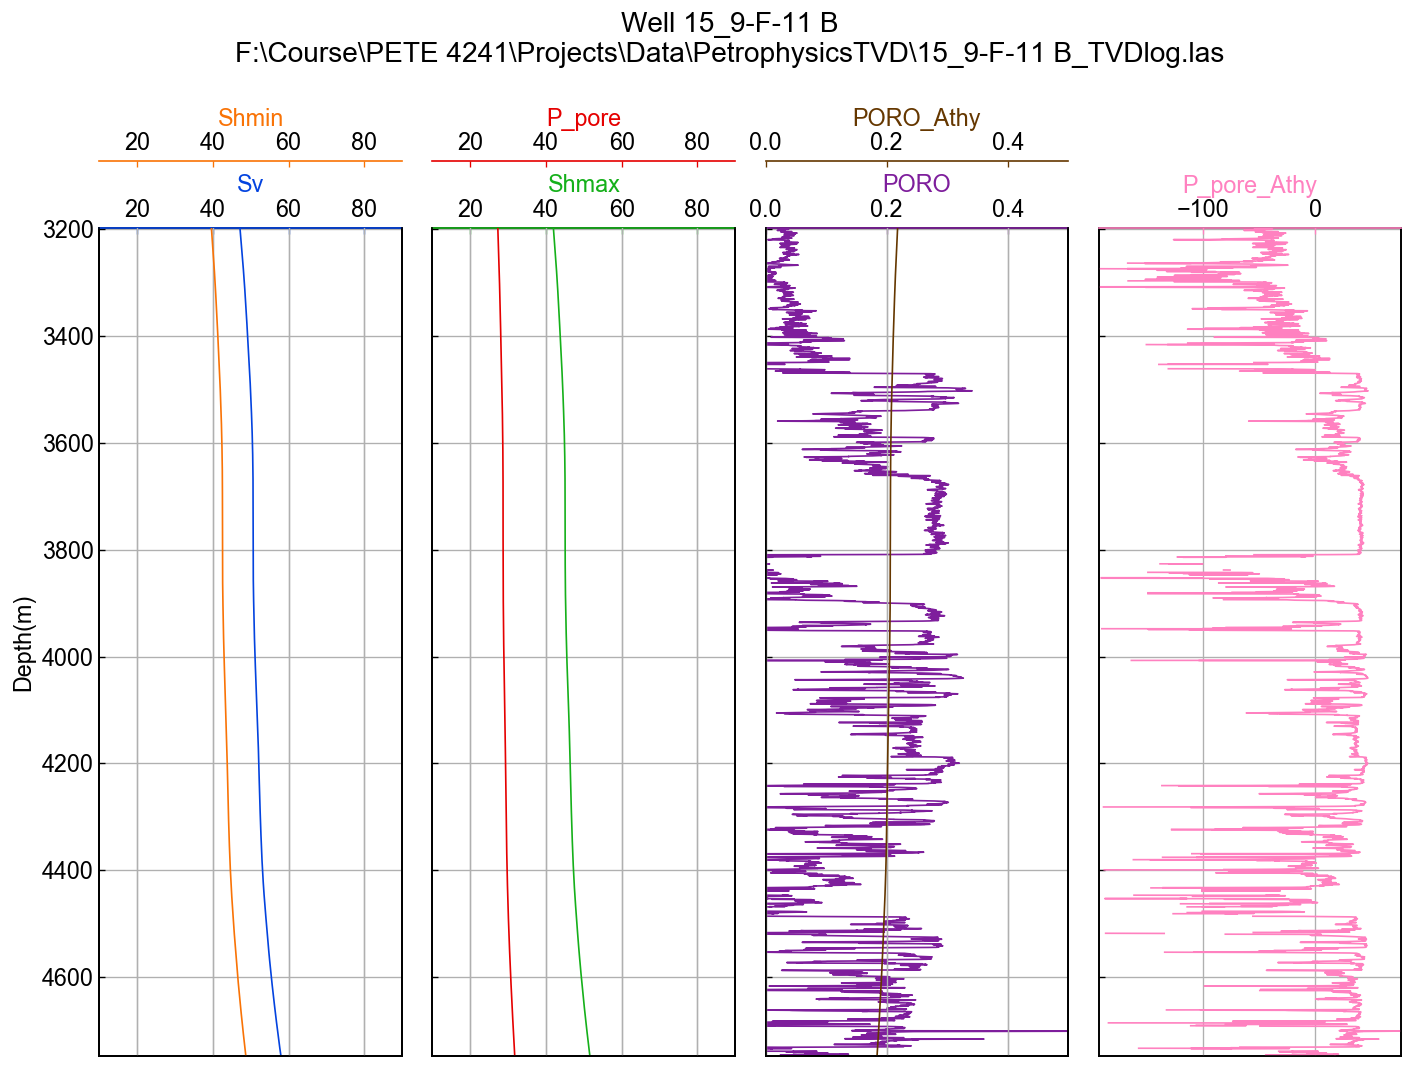 Well 15_9-F-11 B
F:\Course\PETE 4241\Projects\Data\PetrophysicsTVD\15_9-F-11 B_TVDlog.las
Shmin P_pore PORO_Athy
20 40 60 80 20 40 60 80 0.0 0.2 0.4
Sv Shmax PORO P_pore_Athy
20 40 60 80 20 40 60 80 0.0 0.2 0.4 −100 0
3200
3400
3600
3800
4000
4200
4400
4600
Depth(m)